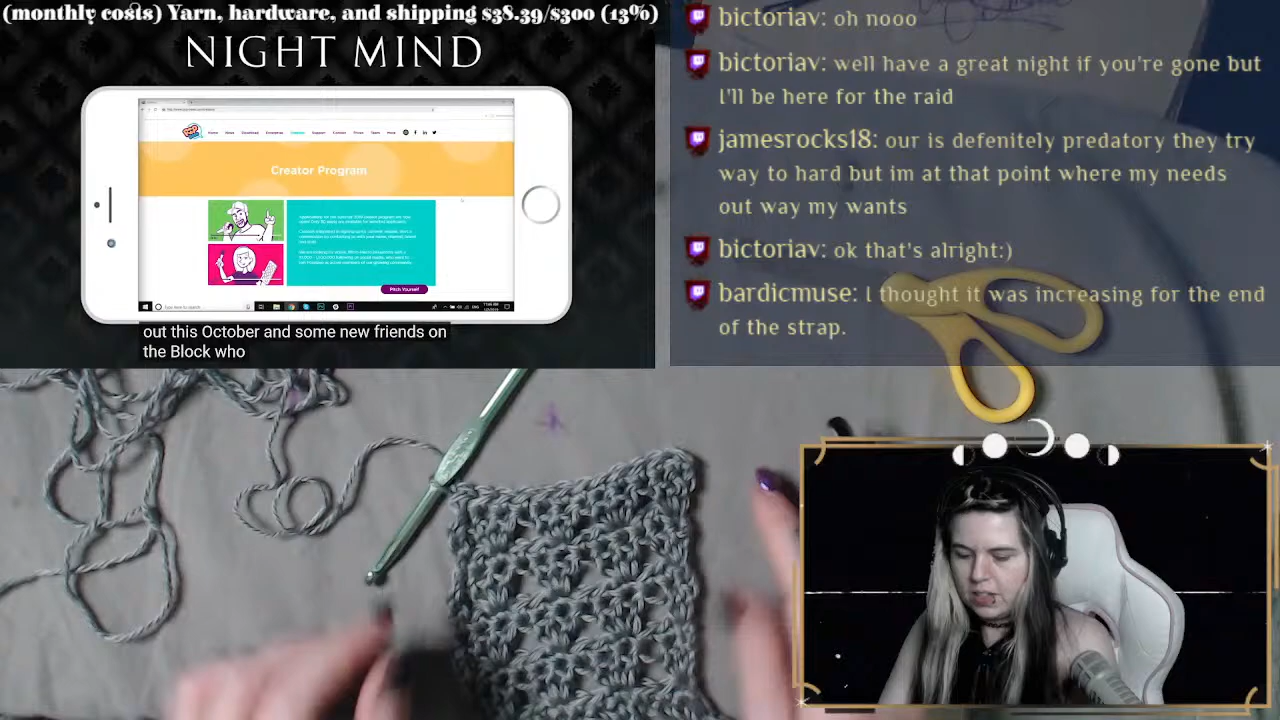 (monthly costs) Yarn, hardware, and shipping $38.39/$300 (13%)
NIGHT MIND
Creator Program
Pitch Yourself
out this October and some new friends on
the Block who
bictoriav: oh nooo
bictoriav: well have a great night if you're gone but
I'll be here for the raid
jamesrocks18: our is defenitely predatory they try
way to hard but im at that point where my needs
out way my wants
bictoriav: ok that's alright:)
bardicmuse: I thought it was increasing for the end
of the strap.